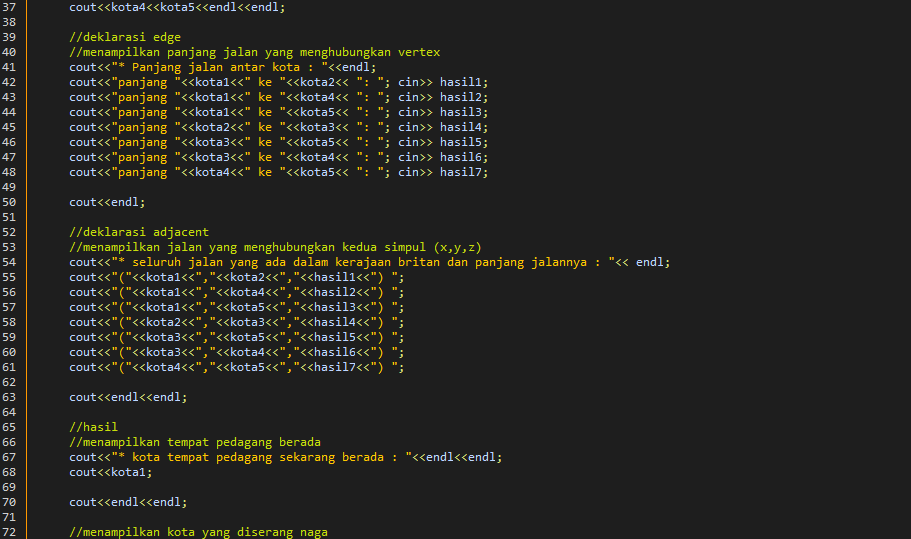 37 cout<<kota4<<kota5<<endl<<endl;
38
39 //deklarasi edge
40 //menampilkan panjang jalan yang menghubungkan vertex
41 cout<<"* Panjang jalan antar kota : "<<endl;
42 cout<<"panjang "<<kota1<<" ke "<<kota2<< ": "; cin>> hasil1;
43 cout<<"panjang "<<kota1<<" ke "<<kota4<< ": "; cin>> hasil2;
44 cout<<"panjang "<<kota1<<" ke "<<kota5<< ": "; cin>> hasil3;
45 cout<<"panjang "<<kota2<<" ke "<<kota3<< ": "; cin>> hasil4;
46 cout<<"panjang "<<kota3<<" ke "<<kota5<< ": "; cin>> hasil5;
47 cout<<"panjang "<<kota3<<" ke "<<kota4<< ": "; cin>> hasil6;
48 cout<<"panjang "<<kota4<<" ke "<<kota5<< ": "; cin>> hasil7;
49
50 cout<<endl;
51
52 //deklarasi adjacent
53 //menampilkan jalan yang menghubungkan kedua simpul (x,y,z)
54 cout<<"* seluruh jalan yang ada dalam kerajaan britan dan panjang jalannya : "<< endl;
55 cout<<"("<<kota1<<","<<kota2<<","<<hasil1<<") ";
56 cout<<"("<<kota1<<","<<kota4<<","<<hasil2<<") ";
57 cout<<"("<<kota1<<","<<kota5<<","<<hasil3<<") ";
58 cout<<"("<<kota2<<","<<kota3<<","<<hasil4<<") ";
59 cout<<"("<<kota3<<","<<kota5<<","<<hasil5<<") ";
60 cout<<"("<<kota3<<","<<kota4<<","<<hasil6<<") ";
61 cout<<"("<<kota4<<","<<kota5<<","<<hasil7<<") ";
62
63 cout<<endl<<endl;
64
65 //hasil
66 //menampilkan tempat pedagang berada
67 cout<<"* kota tempat pedagang sekarang berada : "<<endl<<endl;
68 cout<<kota1;
69
70 cout<<endl<<endl;
71
72 //menampilkan kota yang diserang naga